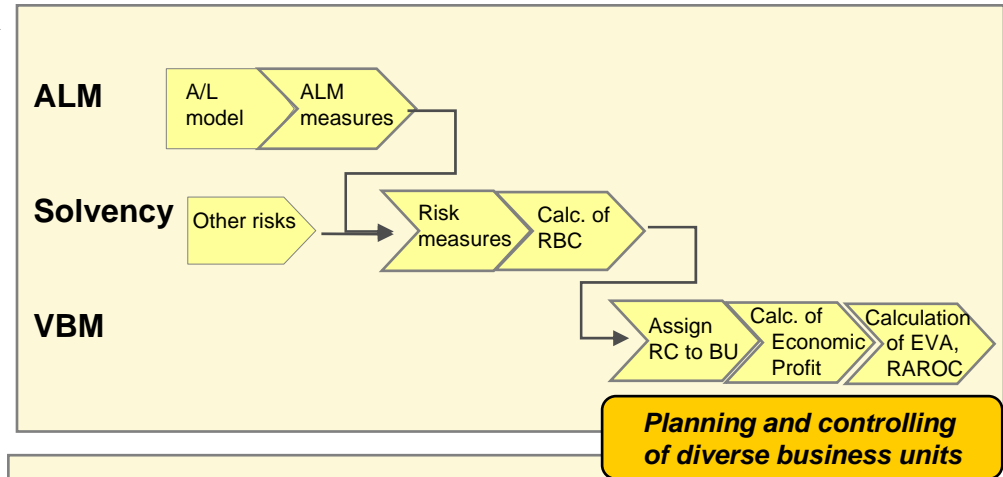 ALM
A/L
model
ALM
measures
Solvency
Other risks
Risk
measures
Calc. of
RBC
VBM
Assign
RC to BU
Calc. of
Economic
Profit
Calculation
of EVA,
RAROC
Planning and controlling
of diverse business units